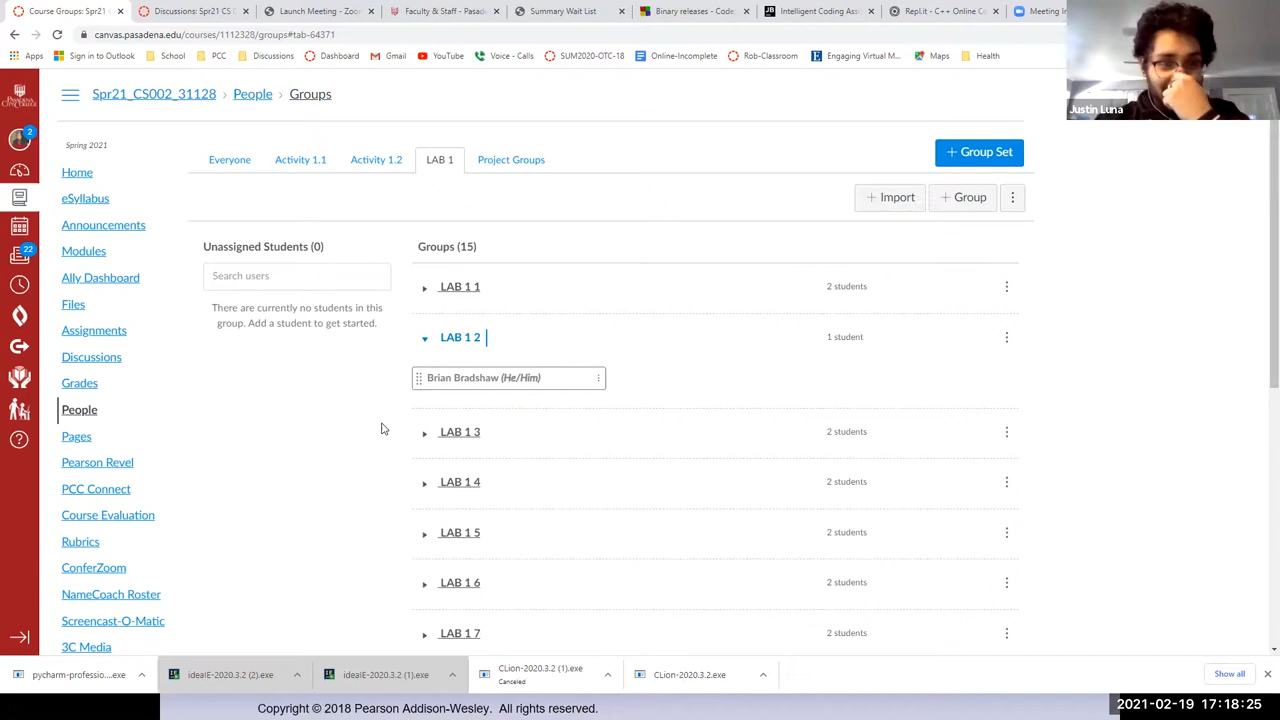 Course Groups: Spr21 C
Discussions: Spr21 CS0
Launch Meeting - Zoom
Faculty & Staff - Pasade
Summary Wait List
Binary releases - code::
Intelligent Coding Assis
Rep.it - C++ Online Co
Meeting In
canvas.pasadena.edu/courses/1112328/groups#tab-64371
Apps
Sign in to Outlook
School
PCC
Discussions
Dashboard
Gmail
YouTube
Voice - Calls
SUM2020-OTC-18
Online-Incomplete
Rob-Classroom
Engaging Virtual M...
Maps
Health
Justin Luna
Spr21_CS002_31128 › People › Groups
2
22
Spring 2021
Home
eSyllabus
Announcements
Modules
Ally Dashboard
Files
Assignments
Discussions
Grades
People
Pages
Pearson Revel
PCC Connect
Course Evaluation
Rubrics
ConferZoom
NameCoach Roster
Screencast-O-Matic
3C Media
Everyone
Activity 1.1
Activity 1.2
LAB 1
Project Groups
+ Group Set
+ Import
+ Group
Unassigned Students (0)
Search users
There are currently no students in this
group. Add a student to get started.
Groups (15)
LAB 1 1 2 students
LAB 1 2 1 student
Brian Bradshaw (He/Him)
LAB 1 3 2 students
LAB 1 4 2 students
LAB 1 5 2 students
LAB 1 6 2 students
LAB 1 7 2 students
pycharm-professio....exe
ideaIE-2020.3.2 (2).exe
ideaIE-2020.3.2 (1).exe
CLion-2020.3.2 (1).exe
Canceled
CLion-2020.3.2.exe
Show all
Copyright © 2018 Pearson Addison-Wesley. All rights reserved.
2021-02-19 17:18:25